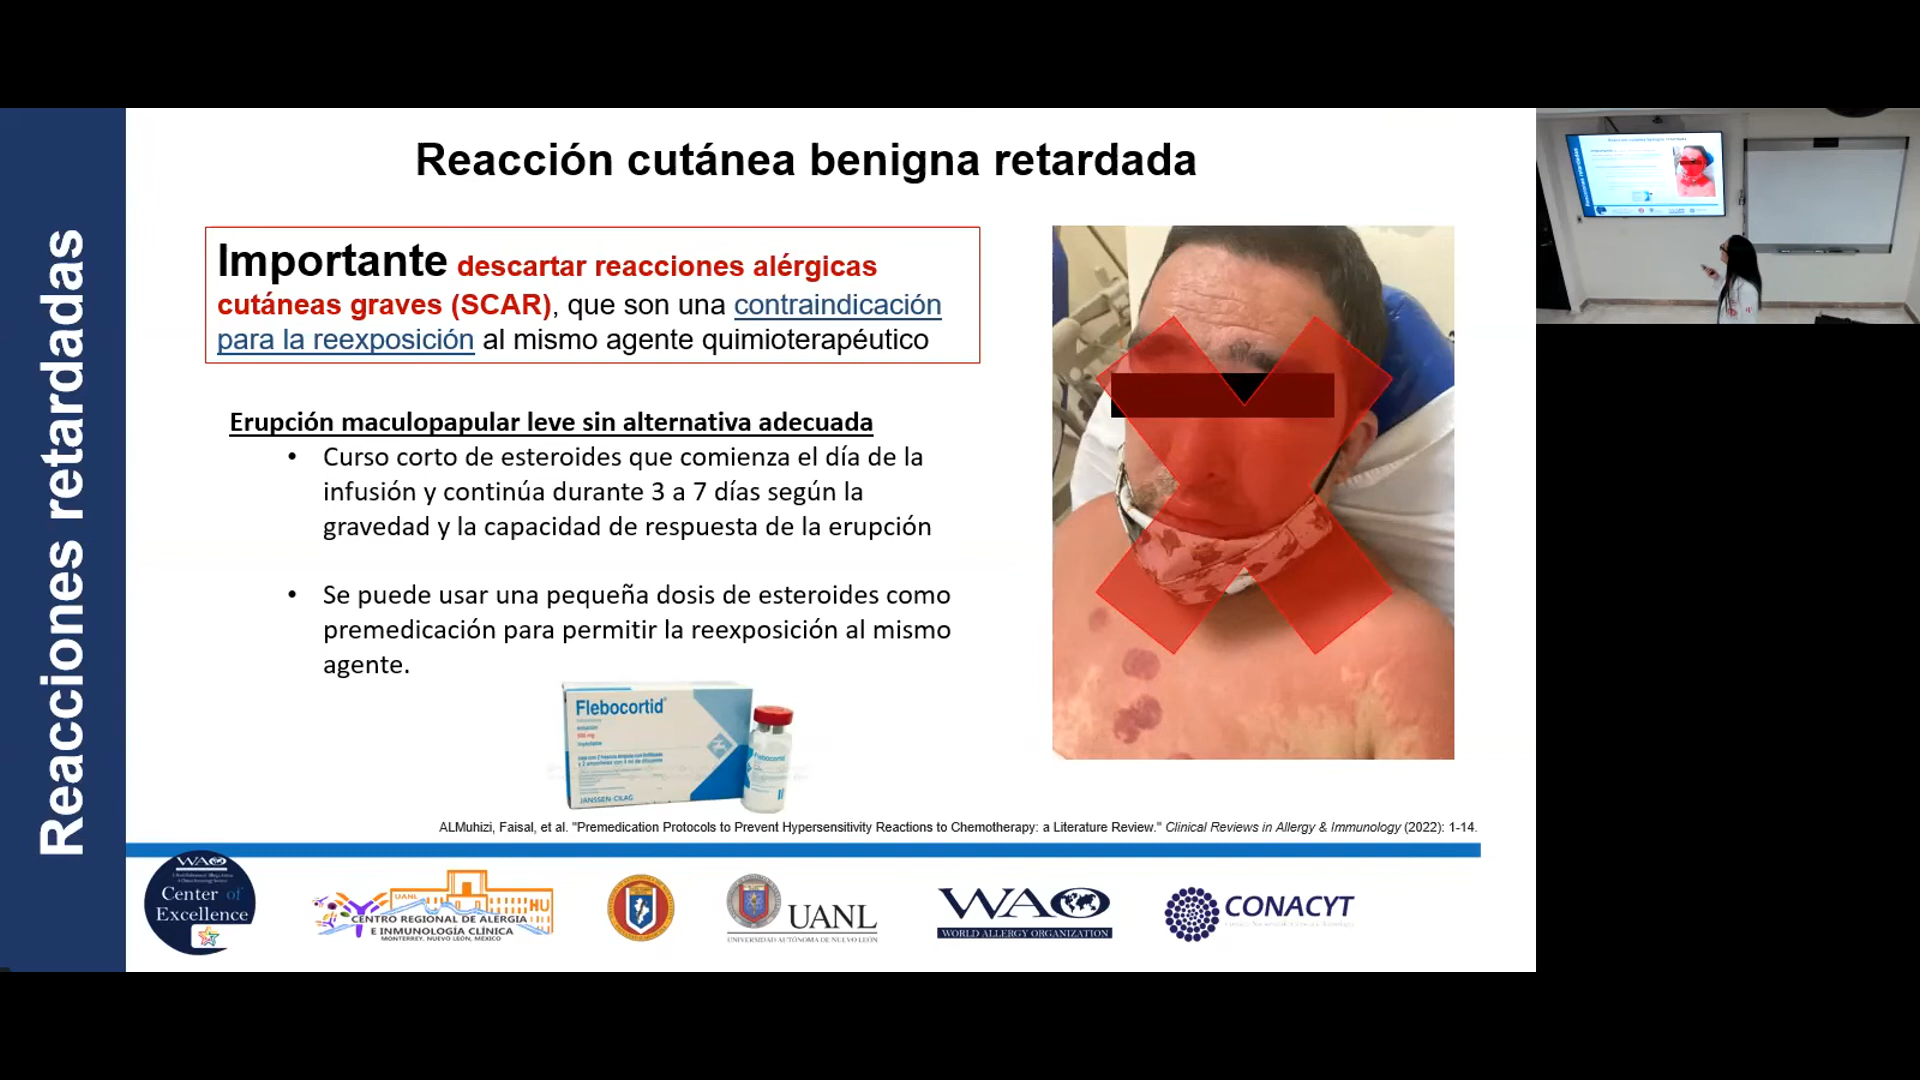 Reacciones retardadas
Reacción cutánea benigna retardada
Importante descartar reacciones alérgicas
cutáneas graves (SCAR), que son una contraindicación
para la reexposición al mismo agente quimioterapéutico
Erupción maculopapular leve sin alternativa adecuada
• Curso corto de esteroides que comienza el día de la
infusión y continúa durante 3 a 7 días según la
gravedad y la capacidad de respuesta de la erupción
• Se puede usar una pequeña dosis de esteroides como
premedicación para permitir la reexposición al mismo
agente.
Flebocortid
JANSSEN-CILAG
ALMuhizi, Faisal, et al. "Premedication Protocols to Prevent Hypersensitivity Reactions to Chemotherapy: a Literature Review." Clinical Reviews in Allergy & Immunology (2022): 1-14.
WAO
Center of
Excellence
UANL
HU
CENTRO REGIONAL DE ALERGIA
E INMUNOLOGÍA CLÍNICA
MONTERREY, NUEVO LEÓN, MÉXICO
UANL
UNIVERSIDAD AUTÓNOMA DE NUEVO LEÓN
WAO
WORLD ALLERGY ORGANIZATION
CONACYT